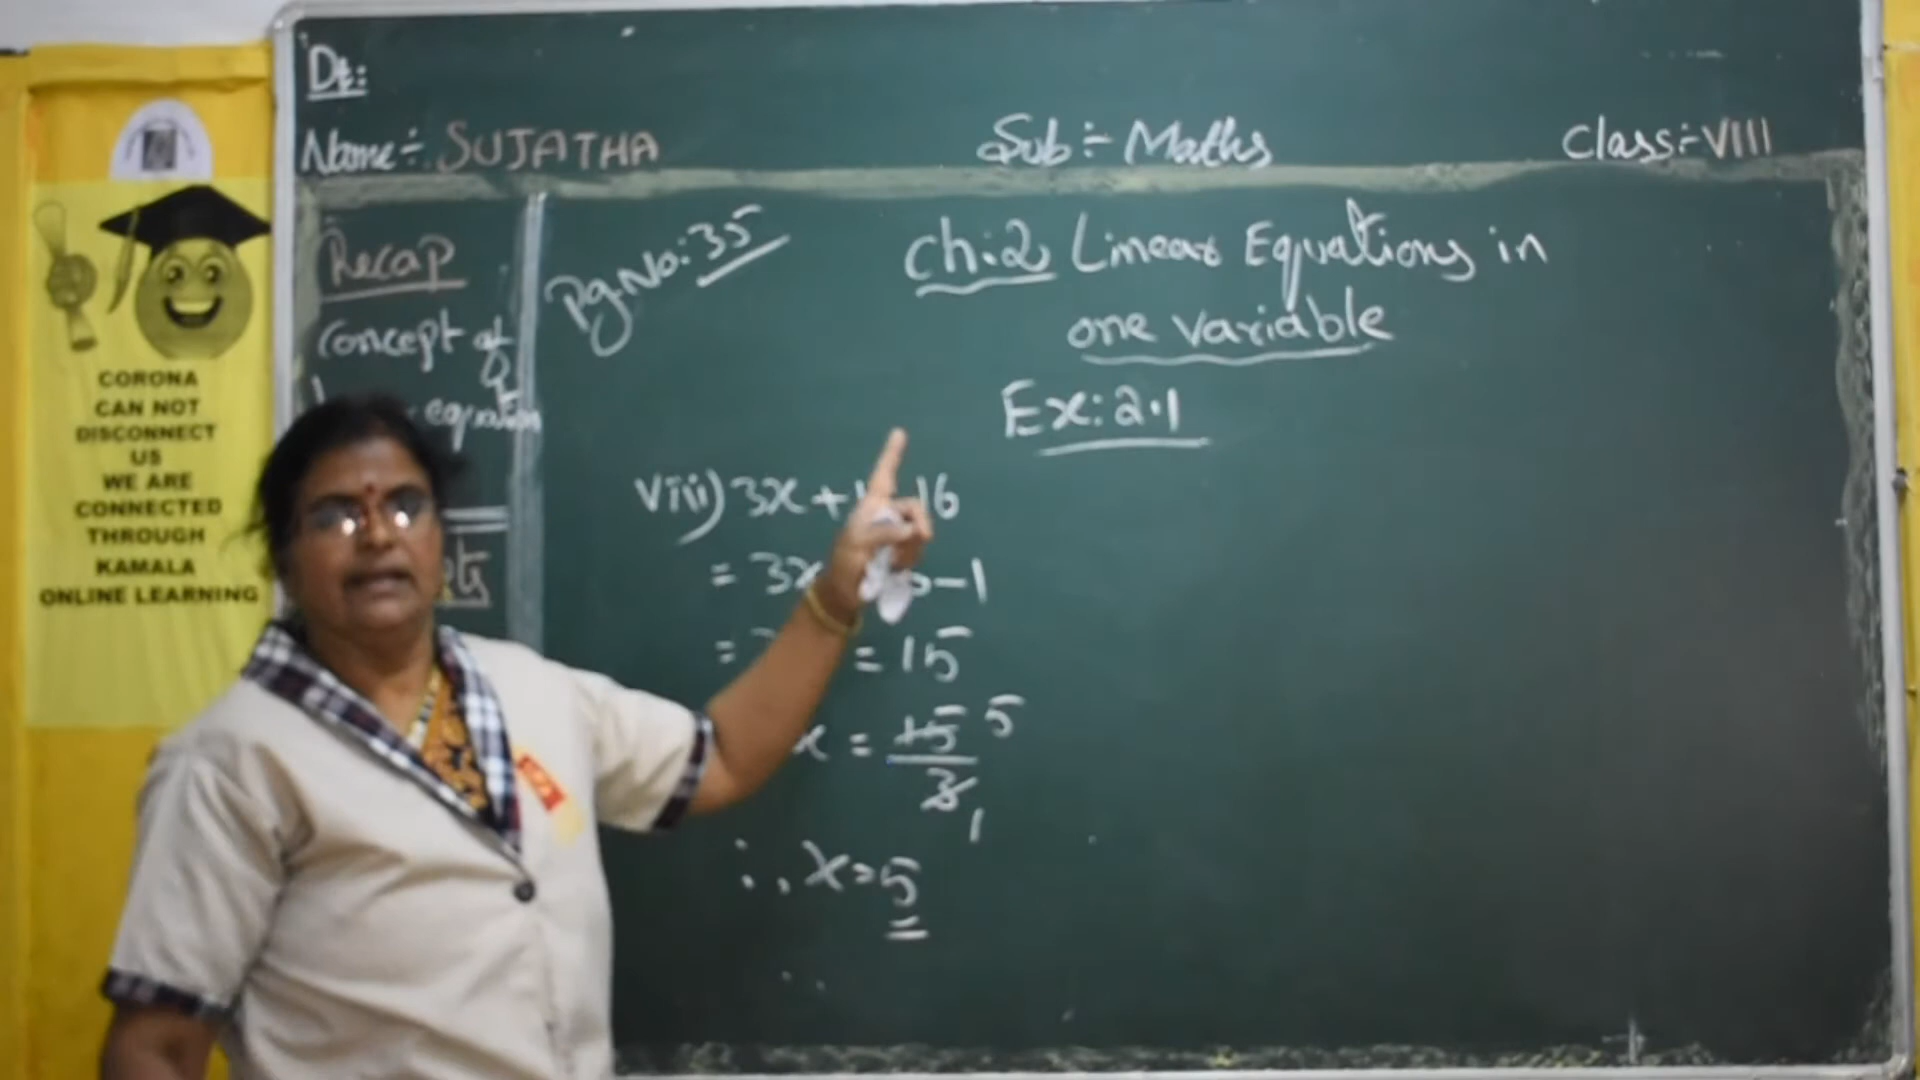 Dt:
Name:- SUJATHA
Sub:- Maths
Class:- VIII
CORONA
CAN NOT
DISCONNECT
US
WE ARE
CONNECTED
THROUGH
KAMALA
ONLINE LEARNING
Recap
Concept of
equation
Pg.No: 35
Ch:2 Linear Equations in
one variable
Ex: 2.1
viii) 3x + 16
= 3x - 1
= = 15
x = 15 5
3
1
∴ x = 5